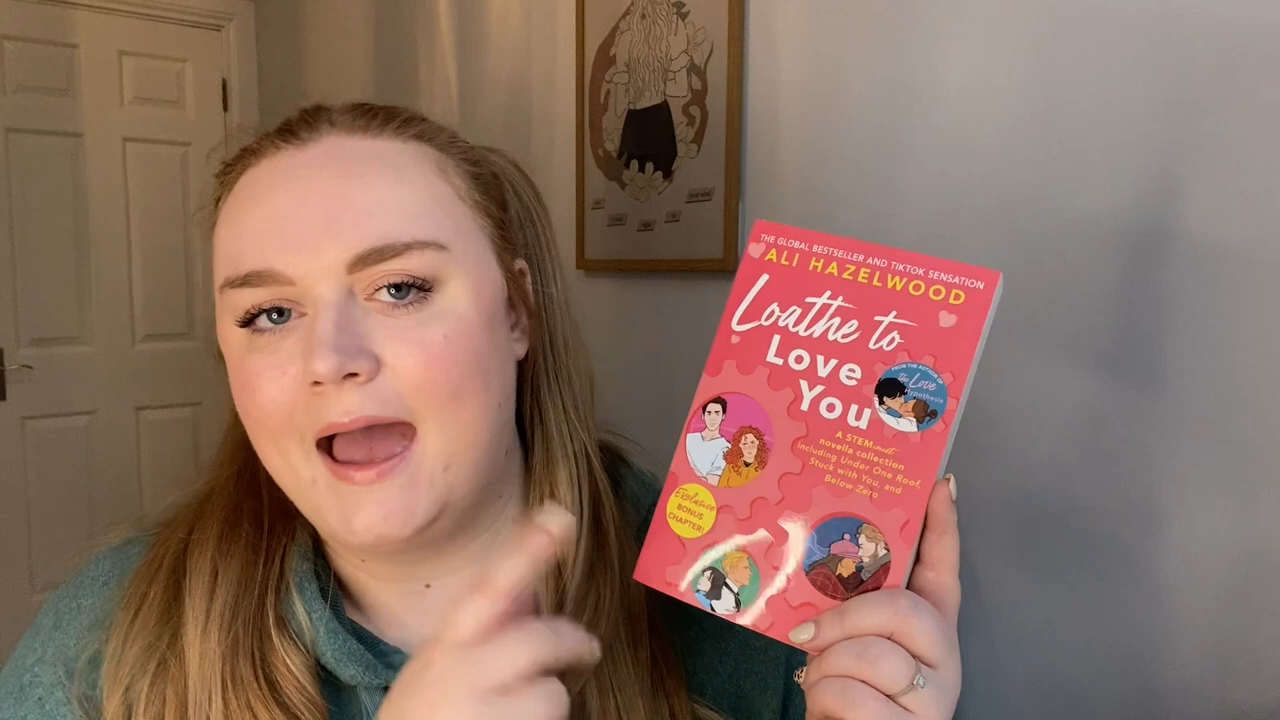 THE GLOBAL BESTSELLER AND TIKTOK SENSATION
ALI HAZELWOOD
Loathe to
Love
You
FROM THE AUTHOR OF
the Love
Hypothesis
A STEMinist
novella collection
including Under One Roof,
Stuck with You, and
Below Zero
Exclusive
BONUS
CHAPTER!